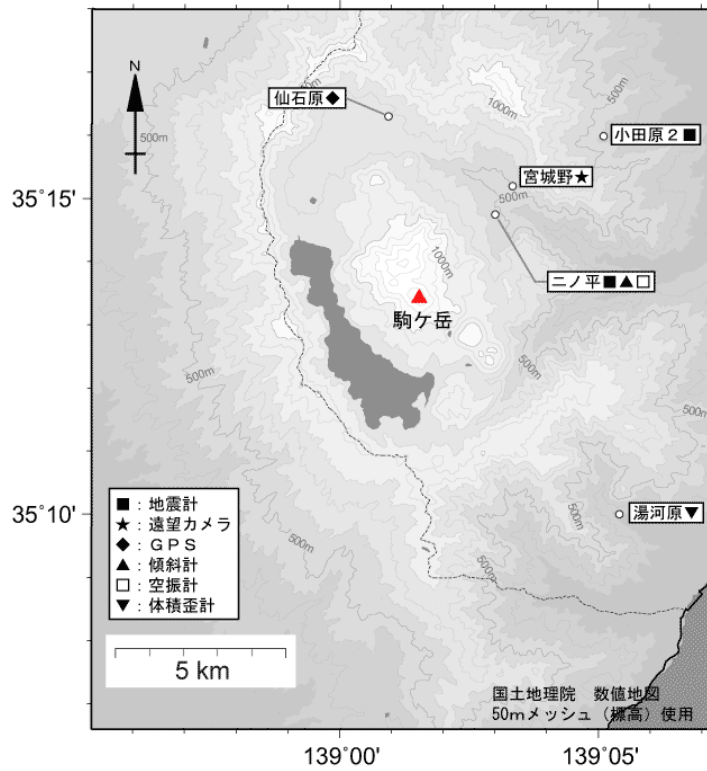 N
仙石原◆
50m
1000m
500m
小田原２■
500m
宮城野★
35°15'
500m
二ノ平■▲□
1000m
駒ケ岳
500m
500m
500m
35°10'
湯河原▼
■：地震計
★：遠望カメラ
◆：ＧＰＳ
▲：傾斜計
□：空振計
▼：体積歪計
500m
500m
5 km
国土地理院　数値地図
50mメッシュ（標高）使用
139°00'
139°05'